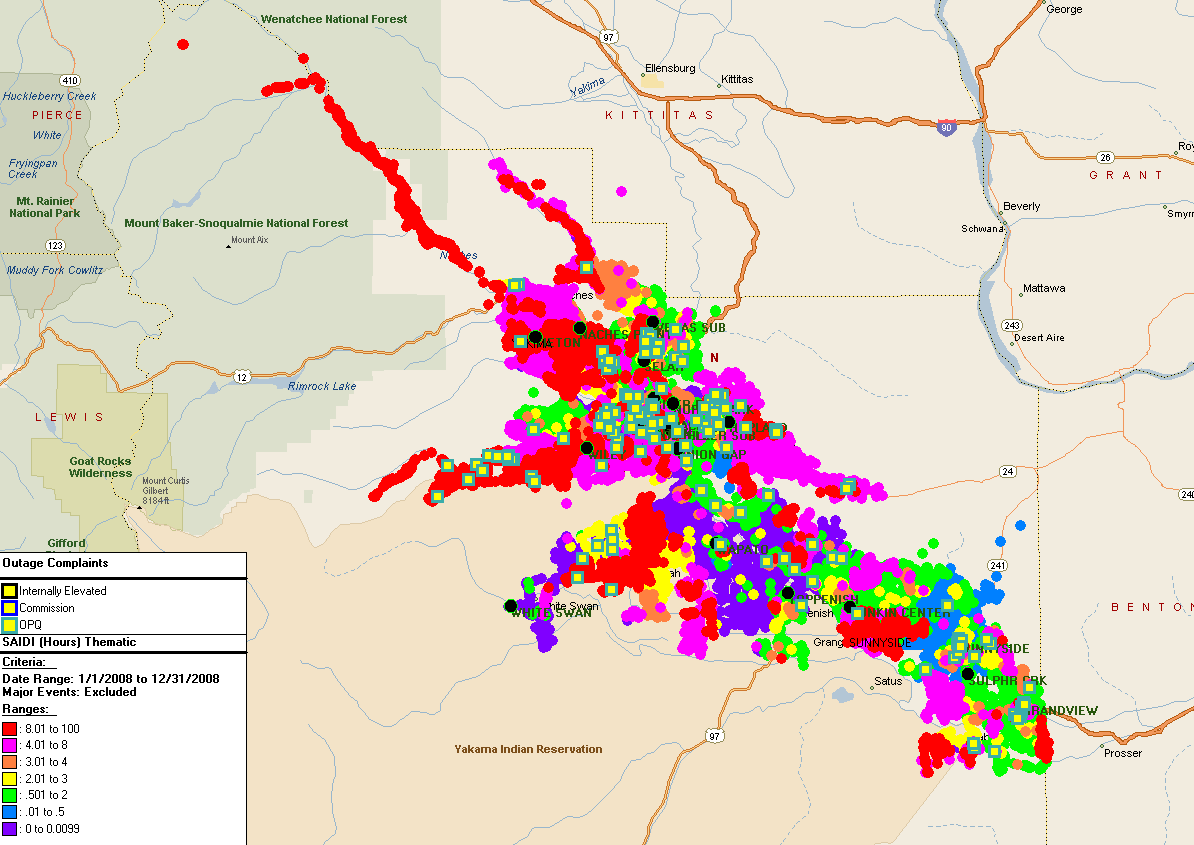 Wenatchee National Forest
George
97
Ellensburg
Kittitas
410
Yakima
Huckleberry Creek
PIERCE
KITTITAS
90
White
26
Fryingpan
Creek
GRANT
Mt. Rainier
National Park
Beverly
Mount Baker-Snoqualmie National Forest
Schwana
Mount Aix
123
Muddy Fork Cowlitz
Mattawa
243
Desert Aire
SUB
N
12
Rimrock Lake
LEWIS
UNION GAP
Goat Rocks
Wilderness
24
Mount Curtis
Gilbert
8184ft
Gifford
241
White Swan
WHITE SWAN
BENTON
SUNNYSIDE
Satus
GRANDVIEW
97
Yakama Indian Reservation
Prosser
Outage Complaints
Internally Elevated
Commission
OPQ
SAIDI (Hours) Thematic
Criteria:
Date Range: 1/1/2008 to 12/31/2008
Major Events: Excluded
Ranges:
: 8.01 to 100
: 4.01 to 8
: 3.01 to 4
: 2.01 to 3
: .501 to 2
: .01 to .5
: 0 to 0.0099